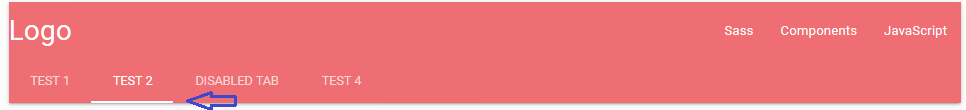 Logo Sass Components JavaScript
TEST 1 TEST 2 DISABLED TAB TEST 4